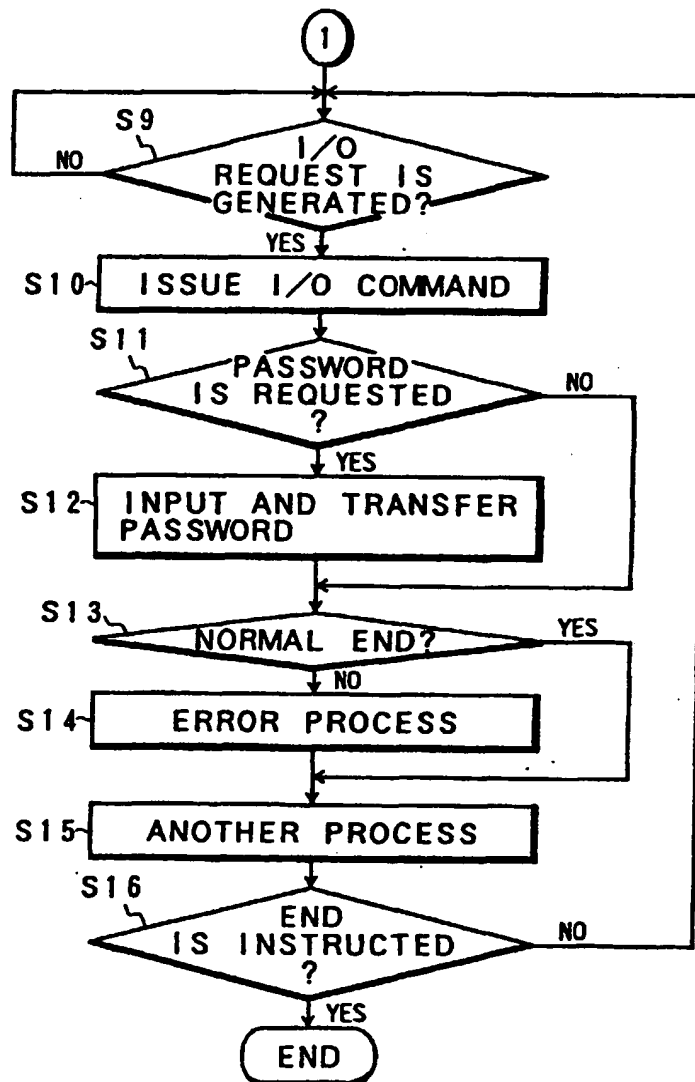 1
S9
I/O
REQUEST IS
GENERATED?
NO
YES
S10
ISSUE I/O COMMAND
S11
PASSWORD
IS REQUESTED
?
NO
YES
S12
INPUT AND TRANSFER
PASSWORD
S13
NORMAL END?
YES
NO
S14
ERROR PROCESS
S15
ANOTHER PROCESS
S16
END
IS INSTRUCTED
?
NO
YES
END